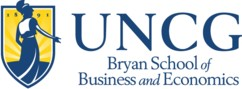 UNCG
Bryan School of
Business and Economics